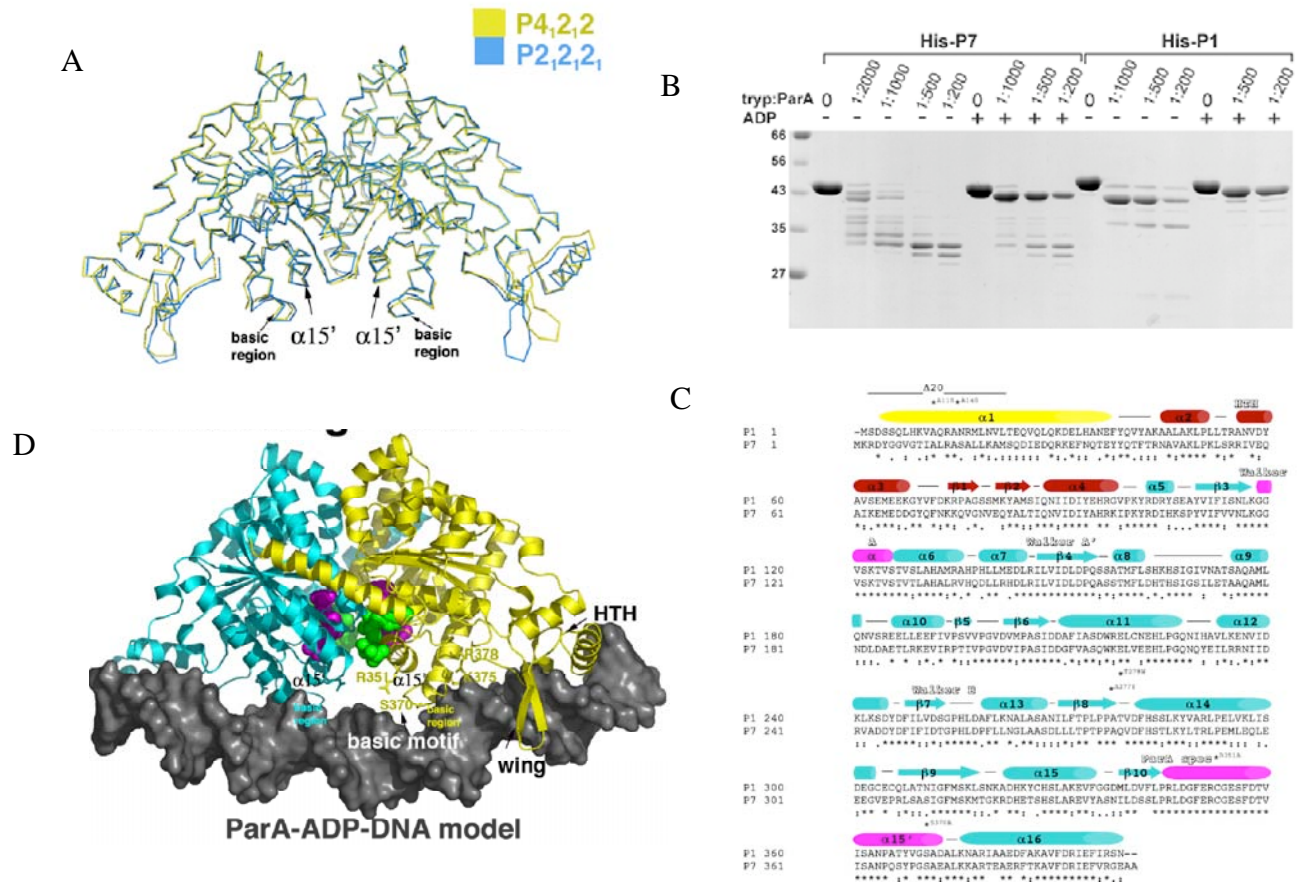 A
P4₁2₁2
P2₁2₁2₁
basic region
α15'
α15'
basic region
B
His-P7
His-P1
tryp:ParA 0 1:2000 1:1000 1:500 1:200 0 1:1000 1:500 1:200 0 1:1000 1:500 1:200 0 1:500 1:200
ADP - - - - - + + + + - - - - + + +
66
56
43
35
27
C
Δ20
α1 α2 HTH
P1 1 -MSDSSQLHKVAQRANRMLNVLTEQVQLQKDELHANEFYQVYAKAALAKLPLLTRANVDY
P7 1 MKRDYGGVGTIALRASALLKAMSQDIEDQRKEFNQTEYYQTFTRNAVAKLPKLSRRIVEQ
α3 β1 β2 α4 α5 β3 Walker
P1 60 AVSEMEEKGYVFDKRPAGSSMKYAMSIQNIIDIYEHRGVPKYRDRYSEAYVIFISNLKGG
P7 61 AIKEMEDDGYQFNKKQVGNVEQYALTIQNVIDIYAHRKIPKYRDIHKSPYVIFVVNLKGG
A Walker A'
α α6 α7 β4 α8 α9
P1 120 VSKTVSTVSLAHAMRAHPHLLMEDLRILVIDLDPQSSATMFLSHKHSIGIVNATSAQAML
P7 121 VSKTVSTVTLAHALRVHQDLLRHDLRILVIDLDPQASSTMFLDHTHSIGSILETAAQAML
α10 β5 β6 α11 α12
P1 180 QNVSREELLEEFIVPSVVPGVDVMPASIDDAFIASDWRELCNEHLPGQNIHAVLKENVID
P7 181 NDLDAETLRKEVIRPTIVPGVDVIPASIDDGFVASQWKELVEEHLPGQNQYEILRRNIID
Walker B
β7 α13 β8 α14
P1 240 KLKSDYDFILVDSGPHLDAFLKNALASANILFTPLPPATVDFHSSLKYVARLPELVKLIS
P7 241 RVADDYDFIFIDTGPHLDPFLLNGLAASDLLLTPTPPAQVDFHSTLKYLTRLPEMLEQLE
ParA spec
β9 α15 β10
P1 300 DEGCECQLATNIGFMSKLSNKADHKYCHSLAKEVFGGDMLDVFLPRLDGFERCGESFDTV
P7 301 EEGVEPRLSASIGFMSKMTGKRDHETSHSLAREVYASNILDSSLPRLDGFERCGESFDTV
α15' α16
P1 360 ISANPATYVGSADALKNARIAAEDFAKAVFDRIEFIRSN--
P7 361 ISANPQSYPGSAEALKKARTEAERFTKAVFDRIEFVRGEAA
D
HTH
R378
K375
R351
α15'
α15'
S370
basic region
basic region
basic motif
wing
ParA-ADP-DNA model